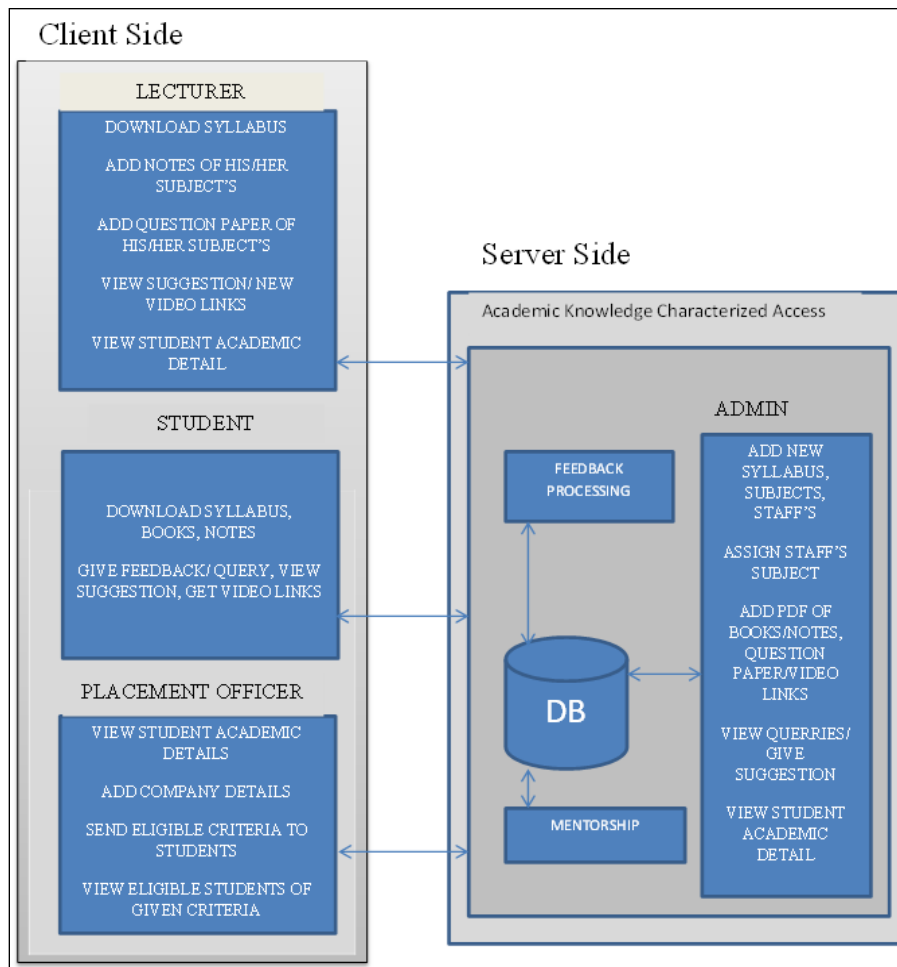 Client Side
LECTURER
DOWNLOAD SYLLABUS
ADD NOTES OF HIS/HER
SUBJECT'S
ADD QUESTION PAPER OF
HIS/HER SUBJECT'S
VIEW SUGGESTION/ NEW
VIDEO LINKS
VIEW STUDENT ACADEMIC
DETAIL
STUDENT
DOWNLOAD SYLLABUS,
BOOKS, NOTES
GIVE FEEDBACK/ QUERY, VIEW
SUGGESTION, GET VIDEO LINKS
PLACEMENT OFFICER
VIEW STUDENT ACADEMIC
DETAILS
ADD COMPANY DETAILS
SEND ELIGIBLE CRITERIA TO
STUDENTS
VIEW ELIGIBLE STUDENTS OF
GIVEN CRITERIA
Server Side
Academic Knowledge Characterized Access
FEEDBACK
PROCESSING
DB
MENTORSHIP
ADMIN
ADD NEW
SYLLABUS,
SUBJECTS,
STAFF'S
ASSIGN STAFF'S
SUBJECT
ADD PDF OF
BOOKS/NOTES,
QUESTION
PAPER/VIDEO
LINKS
VIEW QUERRIES/
GIVE
SUGGESTION
VIEW STUDENT
ACADEMIC
DETAIL